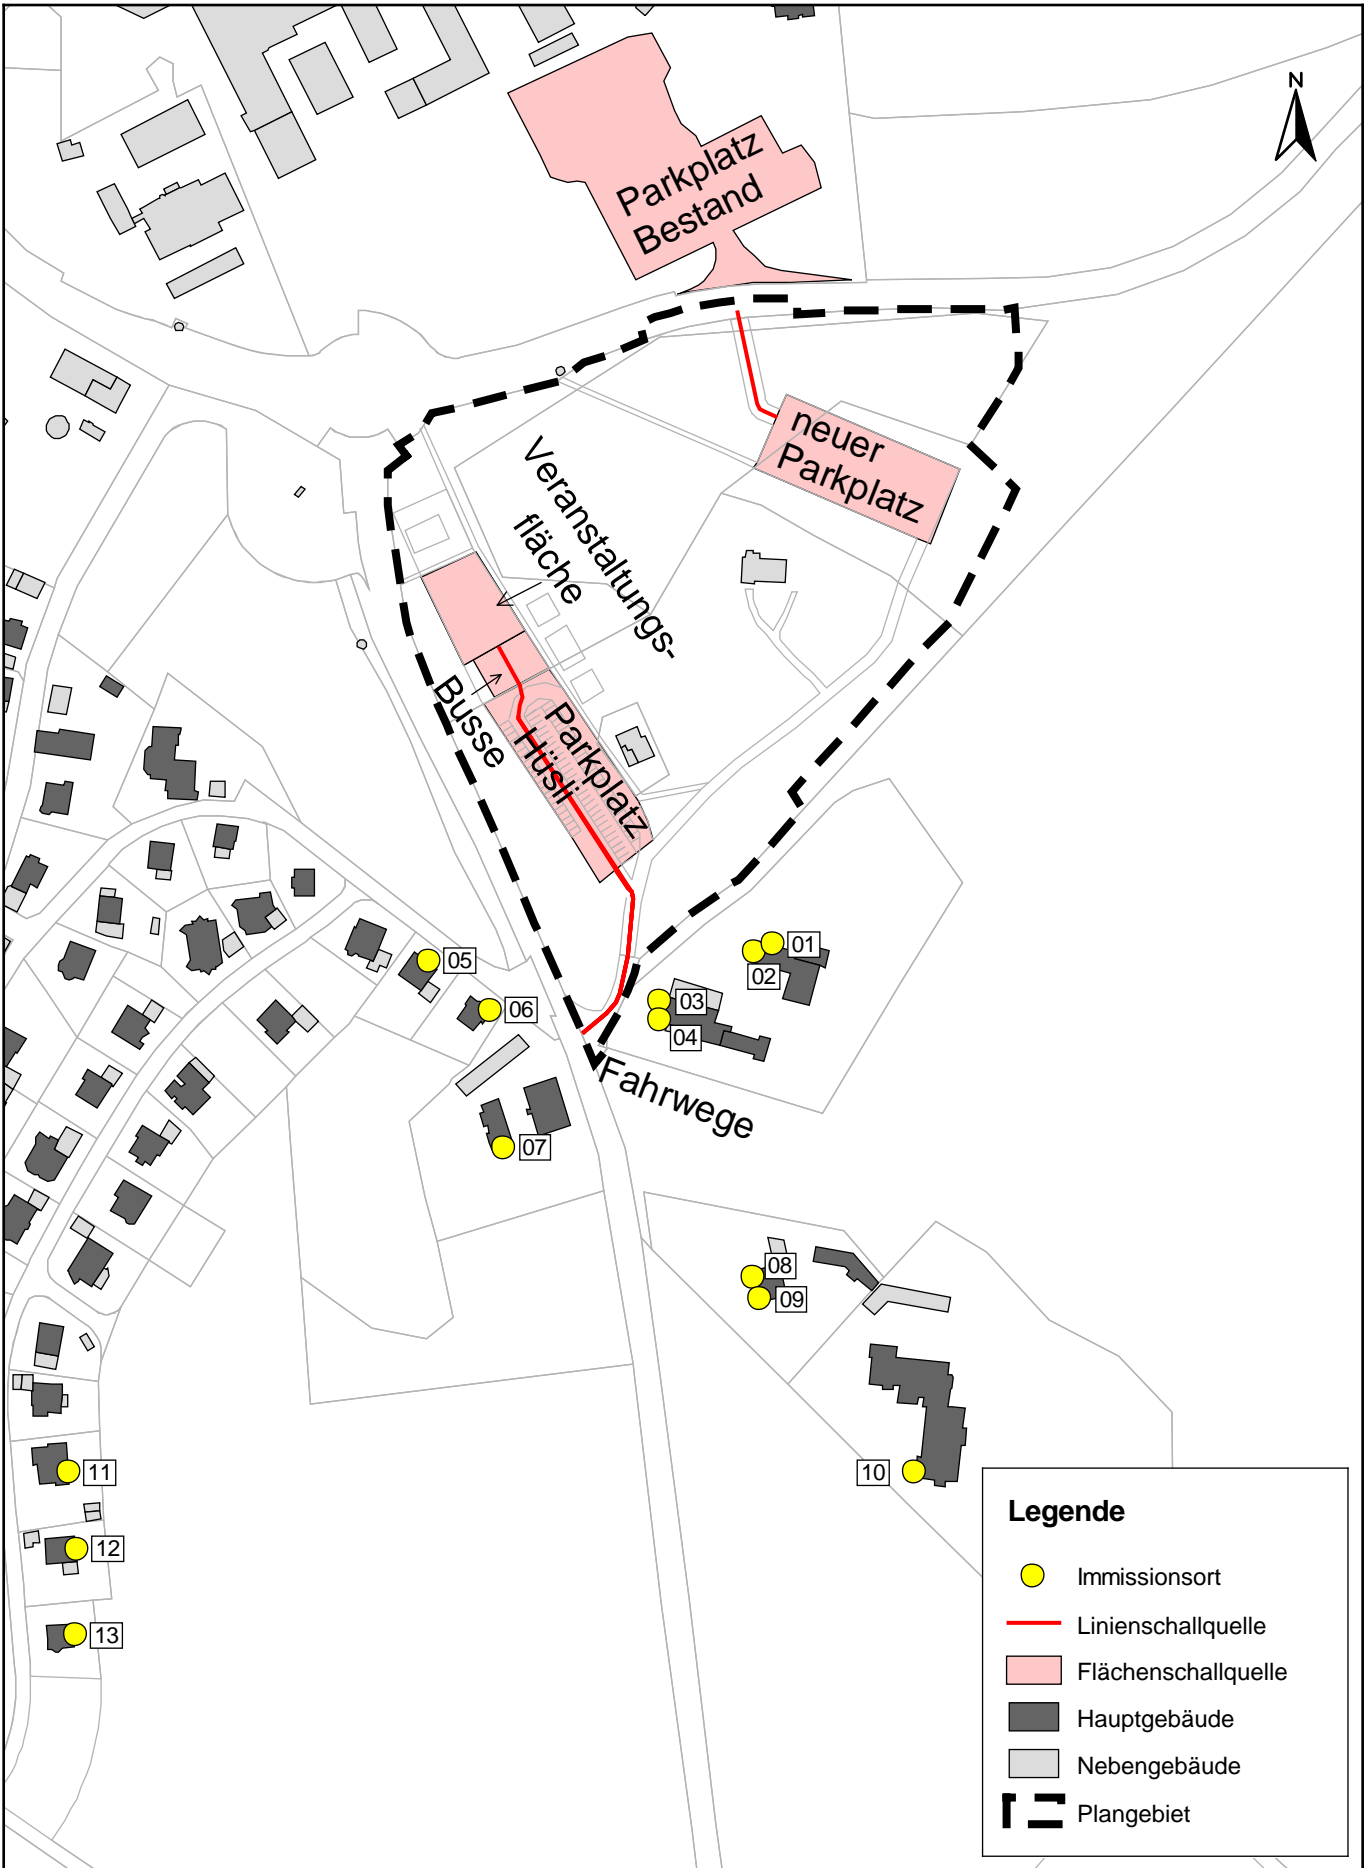 N
Parkplatz
Bestand
neuer
Parkplatz
Veranstaltungs-
fläche
Busse
Parkplatz
Hüsli
01
02
03
04
05
06
07
Fahrwege
08
09
10
11
12
13
Legende
Immissionsort
Linienschallquelle
Flächenschallquelle
Hauptgebäude
Nebengebäude
Plangebiet